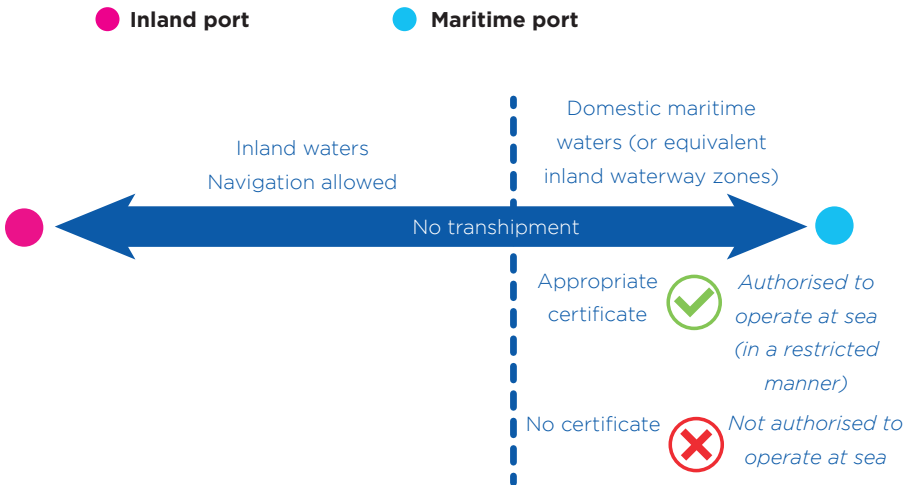 Inland port
Maritime port
Inland waters
Navigation allowed
Domestic maritime
waters (or equivalent
inland waterway zones)
No transhipment
Appropriate
certificate
Authorised to
operate at sea
(in a restricted
manner)
No certificate
Not authorised to
operate at sea